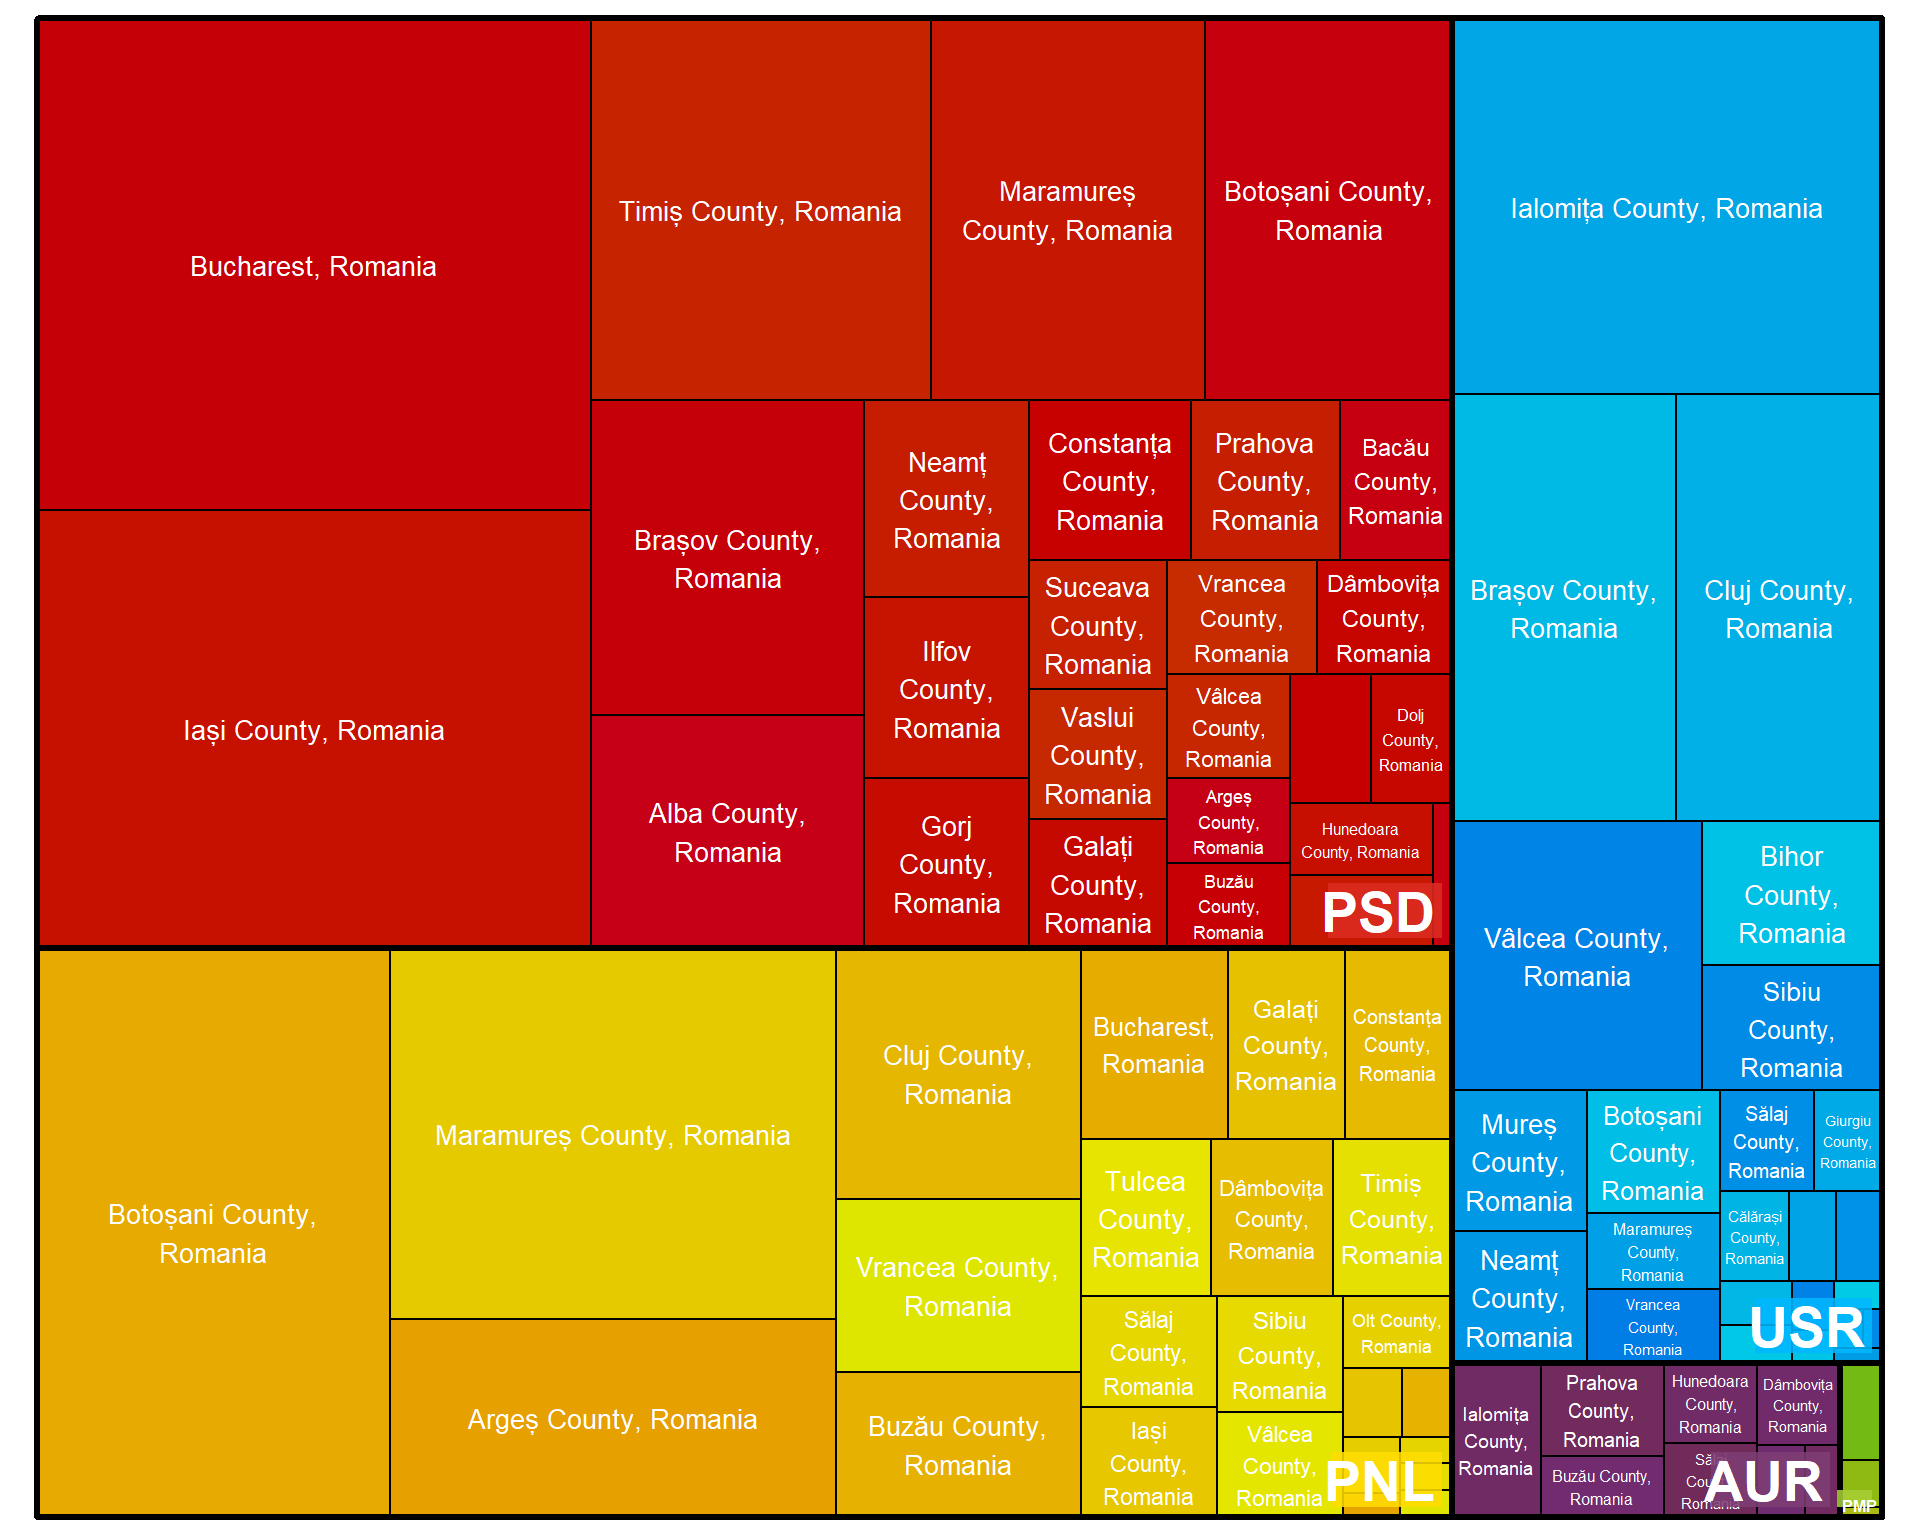 Bucharest, Romania
Timiș County, Romania
Maramureș
County, Romania
Botoșani County,
Romania
Iași County, Romania
Brașov County,
Romania
Alba County,
Romania
Neamț
County,
Romania
Ilfov
County,
Romania
Gorj
County,
Romania
Constanța
County,
Romania
Prahova
County,
Romania
Bacău
County,
Romania
Suceava
County,
Romania
Vaslui
County,
Romania
Galați
County,
Romania
Vrancea
County,
Romania
Dâmbovița
County,
Romania
Vâlcea
County,
Romania
Argeș
County,
Romania
Buzău
County,
Romania
Dolj
County,
Romania
Hunedoara
County, Romania
PSD
Botoșani County,
Romania
Maramureș County, Romania
Argeș County, Romania
Cluj County,
Romania
Vrancea County,
Romania
Buzău County,
Romania
Bucharest,
Romania
Galați
County,
Romania
Constanța
County,
Romania
Tulcea
County,
Romania
Dâmbovița
County,
Romania
Timiș
County,
Romania
Sălaj
County,
Romania
Iași
County,
Romania
Sibiu
County,
Romania
Vâlcea
County,
Romania
Olt County,
Romania
PNL
Ialomița County, Romania
Brașov County,
Romania
Cluj County,
Romania
Vâlcea County,
Romania
Bihor
County,
Romania
Sibiu
County,
Romania
Mureș
County,
Romania
Neamț
County,
Romania
Botoșani
County,
Romania
Maramureș
County,
Romania
Vrancea
County,
Romania
Sălaj
County,
Romania
Giurgiu
County,
Romania
Călărași
County,
Romania
USR
Ialomița
County,
Romania
Prahova
County,
Romania
Buzău County,
Romania
Hunedoara
County,
Romania
Dâmbovița
County,
Romania
Romania
AUR
PMP